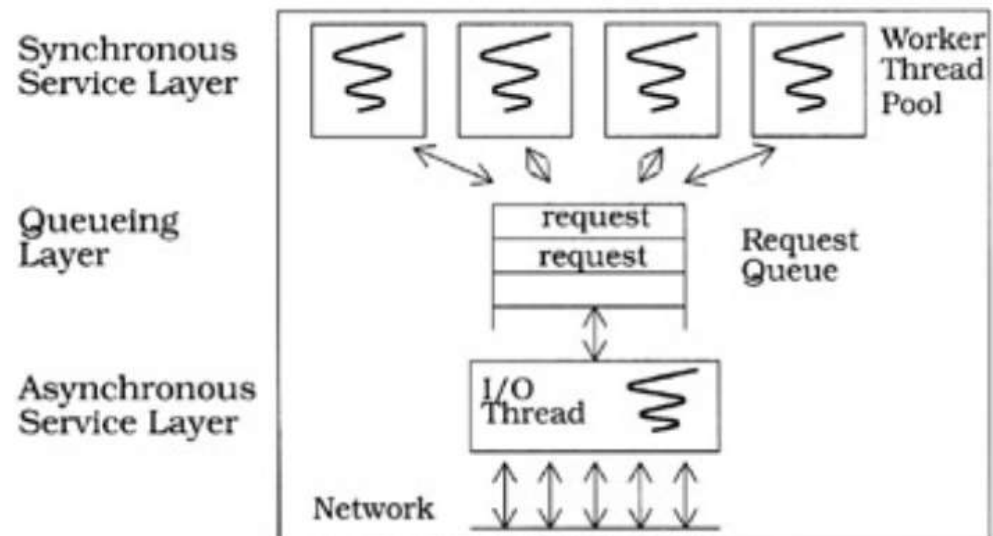 Synchronous
Service Layer
Worker
Thread
Pool
Queueing
Layer
request
request
Request
Queue
Asynchronous
Service Layer
I/O
Thread
Network